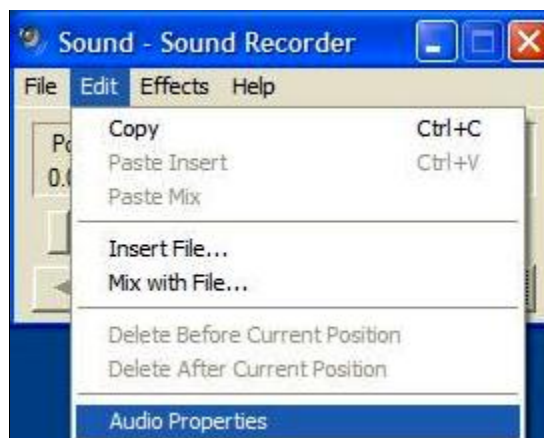 Sound - Sound Recorder
File Edit Effects Help
Copy Ctrl+C
Paste Insert Ctrl+V
Paste Mix
Insert File...
Mix with File...
Delete Before Current Position
Delete After Current Position
Audio Properties